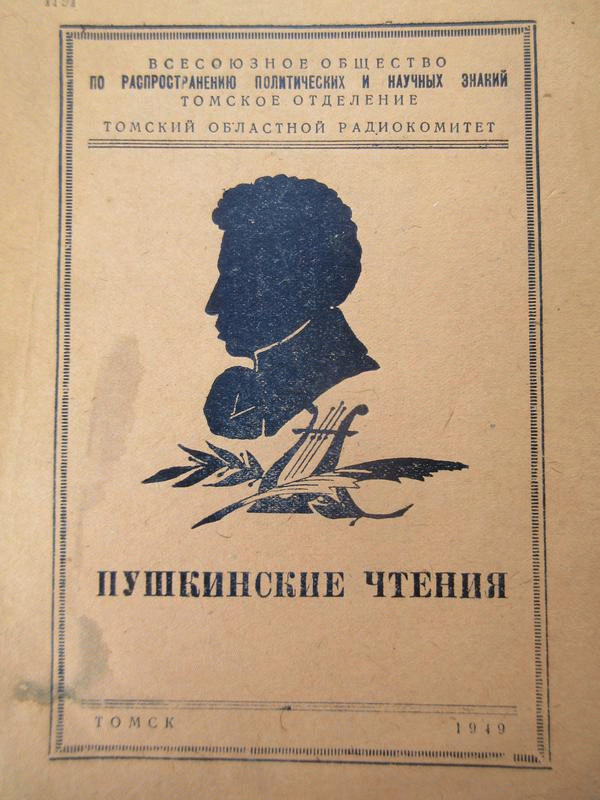 ВСЕСОЮЗНОЕ ОБЩЕСТВО
ПО РАСПРОСТРАНЕНИЮ ПОЛИТИЧЕСКИХ И НАУЧНЫХ ЗНАНИЙ
ТОМСКОЕ ОТДЕЛЕНИЕ
ТОМСКИЙ ОБЛАСТНОЙ РАДИОКОМИТЕТ
ПУШКИНСКИЕ ЧТЕНИЯ
ТОМСК 1949